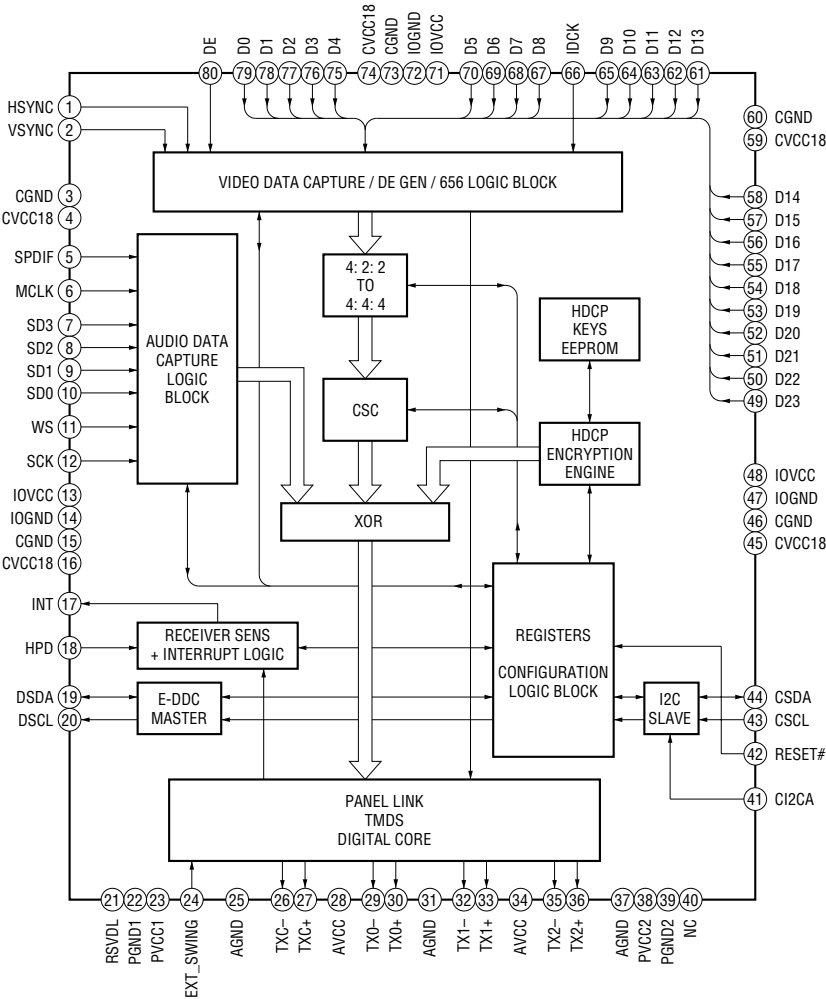 DE
D0
D1
D2
D3
D4
CVCC18
CGND
IOGND
IOVCC
D5
D6
D7
D8
IDCK
D9
D10
D11
D12
D13
80
79
78
77
76
75
74
73
72
71
70
69
68
67
66
65
64
63
62
61
HSYNC 1
VSYNC 2
CGND 3
CVCC18 4
SPDIF 5
MCLK 6
SD3 7
SD2 8
SD1 9
SD0 10
WS 11
SCK 12
IOVCC 13
IOGND 14
CGND 15
CVCC18 16
INT 17
HPD 18
DSDA 19
DSCL 20
VIDEO DATA CAPTURE / DE GEN / 656 LOGIC BLOCK
4: 2: 2
TO
4: 4: 4
AUDIO DATA
CAPTURE
LOGIC
BLOCK
HDCP
KEYS
EEPROM
CSC
HDCP
ENCRYPTION
ENGINE
XOR
RECEIVER SENS
+ INTERRUPT LOGIC
REGISTERS
CONFIGURATION
LOGIC BLOCK
E-DDC
MASTER
I2C
SLAVE
PANEL LINK
TMDS
DIGITAL CORE
60 CGND
59 CVCC18
58 D14
57 D15
56 D16
55 D17
54 D18
53 D19
52 D20
51 D21
50 D22
49 D23
48 IOVCC
47 IOGND
46 CGND
45 CVCC18
44 CSDA
43 CSCL
42 RESET#
41 CI2CA
21
22
23
24
25
26
27
28
29
30
31
32
33
34
35
36
37
38
39
40
RSVDL
PGND1
PVCC1
EXT_SWING
AGND
TXC–
TXC+
AVCC
TX0–
TX0+
AGND
TX1–
TX1+
AVCC
TX2–
TX2+
AGND
PVCC2
PGND2
NC